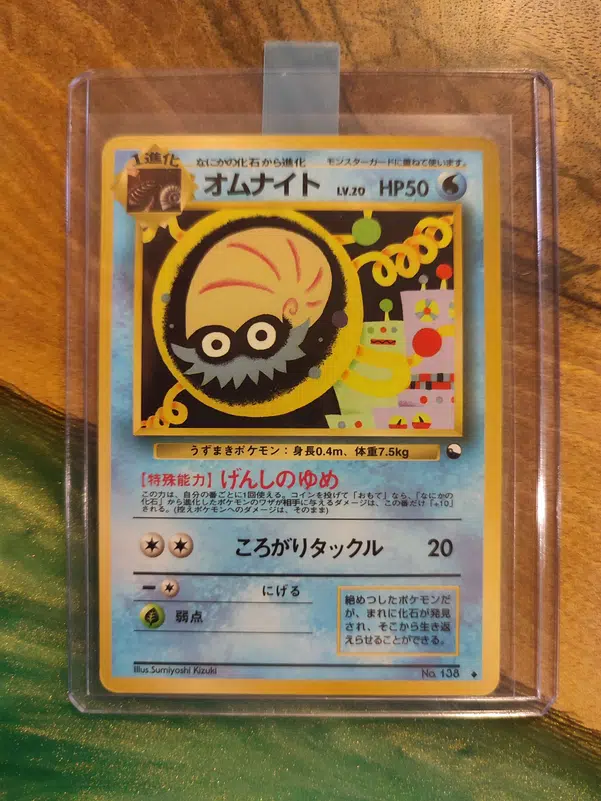 1進化
なにかの化石から進化
モンスターカードに重ねて使います。
オムナイト LV.20 HP50
うずまきポケモン：身長0.4m、体重7.5kg
【特殊能力】げんしのゆめ
この力は、自分の番ごとに1回使える。コインを投げて「おもて」なら、「なにかの
化石」から進化したポケモンのワザが相手に与えるダメージは、この番だけ「+10」
される。(控えポケモンへのダメージは、そのまま)
ころがりタックル 20
にげる
弱点
絶めつしたポケモンだ
が、まれに化石が発見
され、そこから生き返
えらせることができる。
Illus.Sumiyoshi Kizuki
No. 138